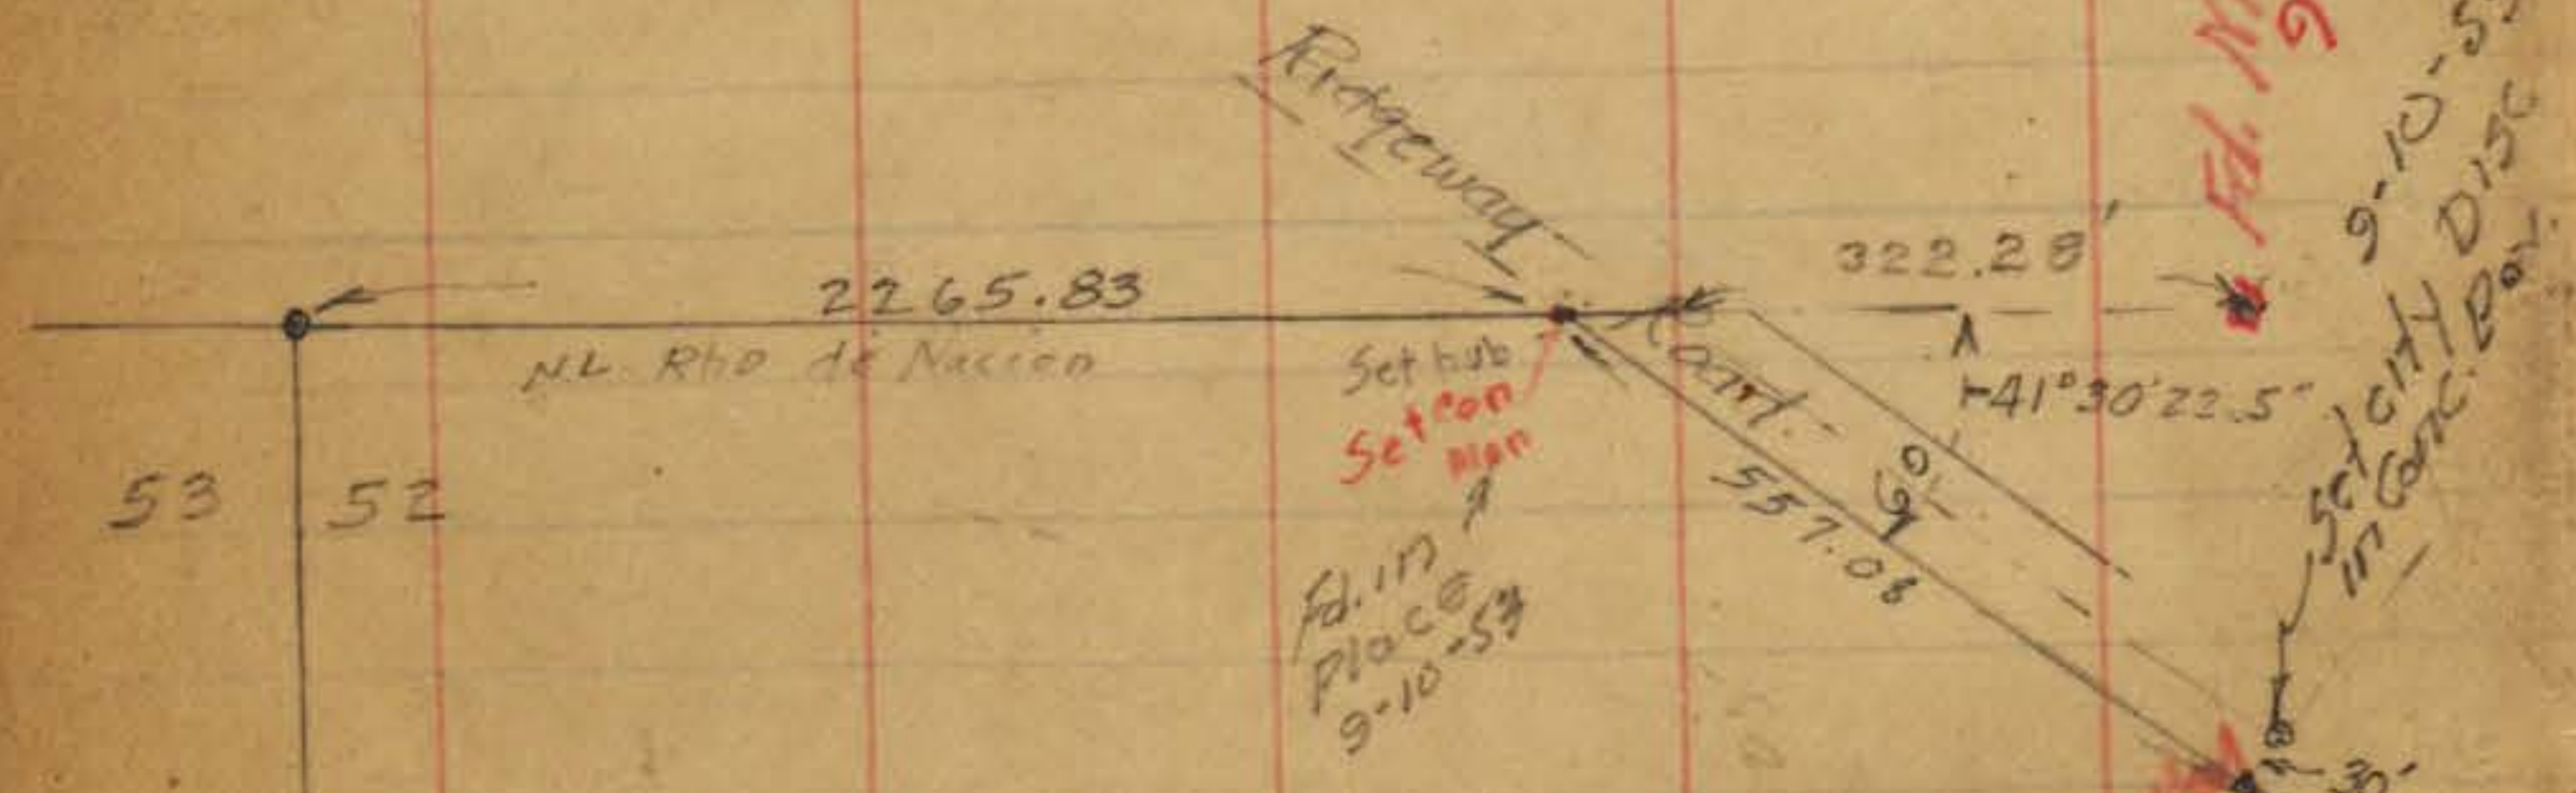 Ridgeway
Court.
2265.83
N.L. Rho de Nacion
53
52
Set hub
Set Con
Mon
Fd. in
place
9-10-53
322.28'
41°30'22.5"
60'
557.08
Fd.
9-10-53
Set City Disc
in Conc. Por.
30-